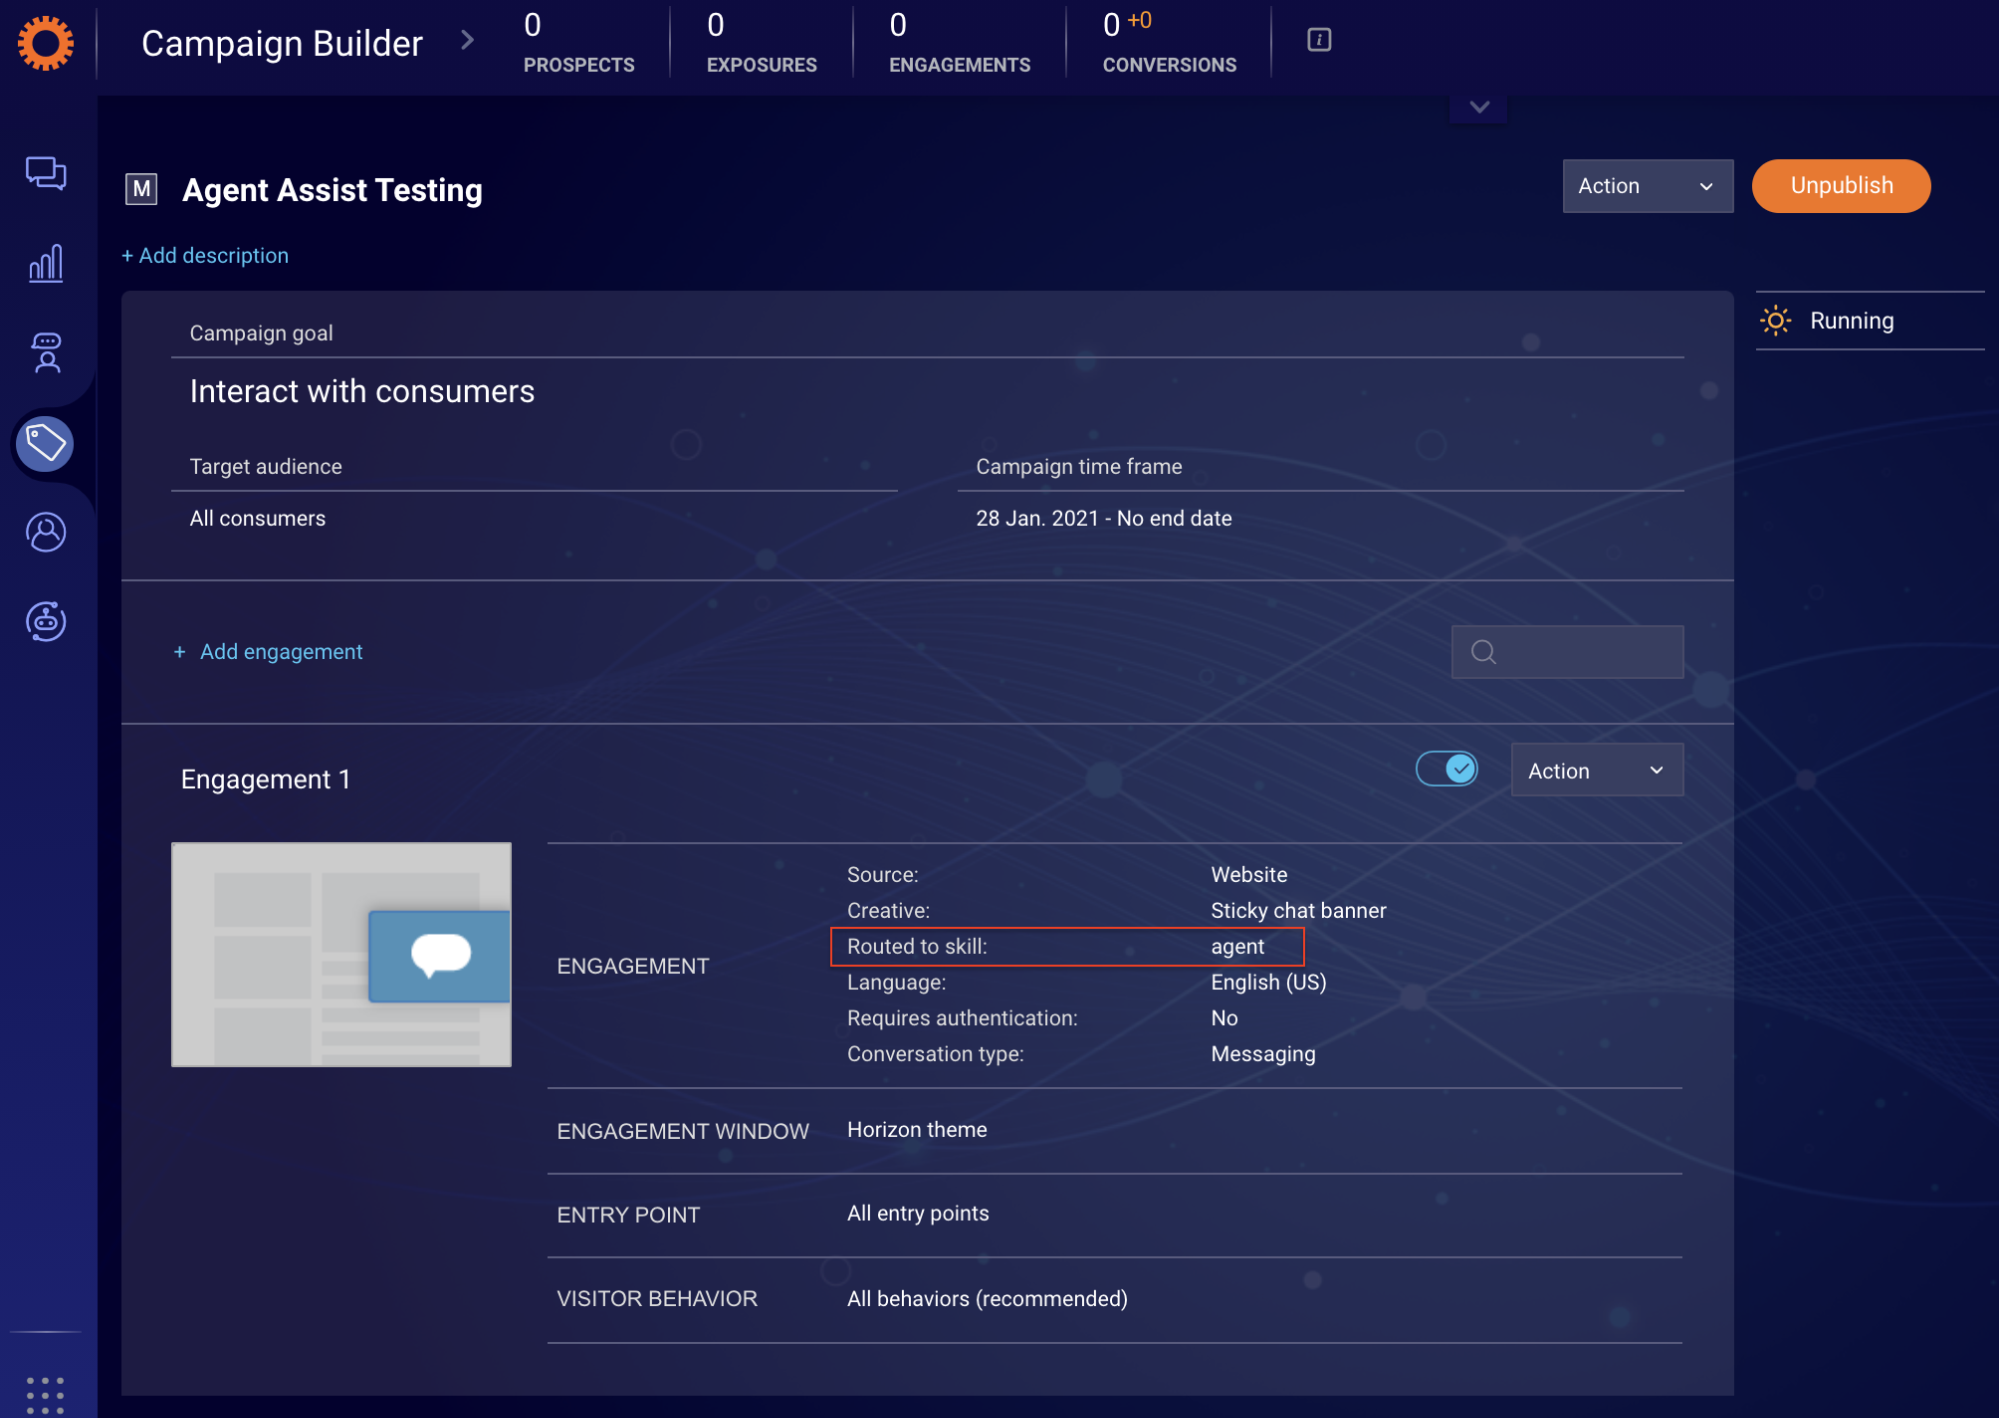 Campaign Builder
0
PROSPECTS
0
EXPOSURES
0
ENGAGEMENTS
0 +0
CONVERSIONS
i
M Agent Assist Testing
Action
Unpublish
+ Add description
Running
Campaign goal
Interact with consumers
Target audience
All consumers
Campaign time frame
28 Jan. 2021 - No end date
+ Add engagement
Engagement 1
Action
ENGAGEMENT
Source: Website
Creative: Sticky chat banner
Routed to skill: agent
Language: English (US)
Requires authentication: No
Conversation type: Messaging
ENGAGEMENT WINDOW Horizon theme
ENTRY POINT All entry points
VISITOR BEHAVIOR All behaviors (recommended)